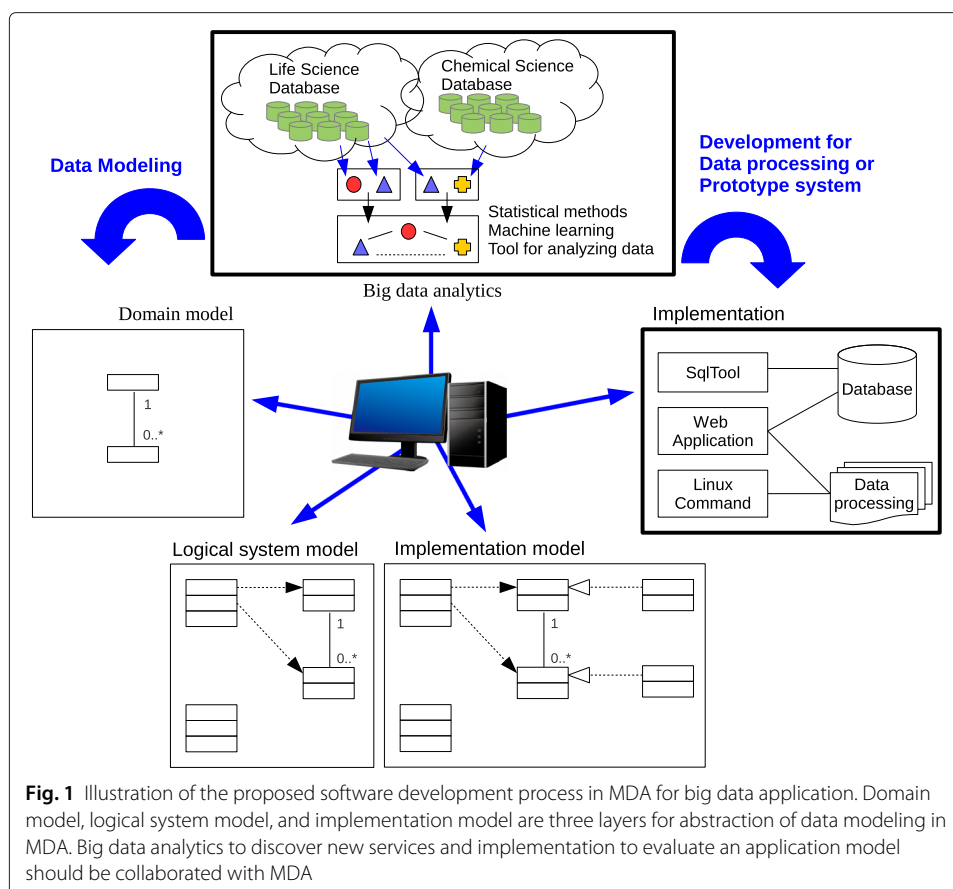 Life Science
Database
Chemical Science
Database
Data Modeling
Development for
Data processing or
Prototype system
Statistical methods
Machine learning
Tool for analyzing data
Big data analytics
Domain model
1
0..*
Implementation
SqlTool
Database
Web
Application
Linux
Command
Data
processing
Logical system model
1
0..*
Implementation model
1
0..*
Fig. 1 Illustration of the proposed software development process in MDA for big data application. Domain
model, logical system model, and implementation model are three layers for abstraction of data modeling in
MDA. Big data analytics to discover new services and implementation to evaluate an application model
should be collaborated with MDA